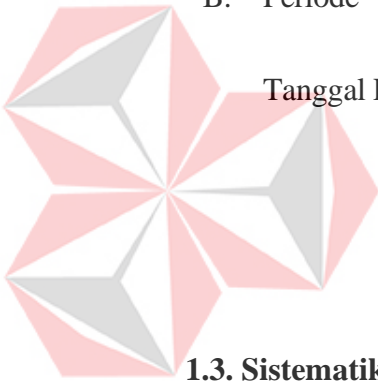 B. Periode
Tanggal
1.3. Sistematik